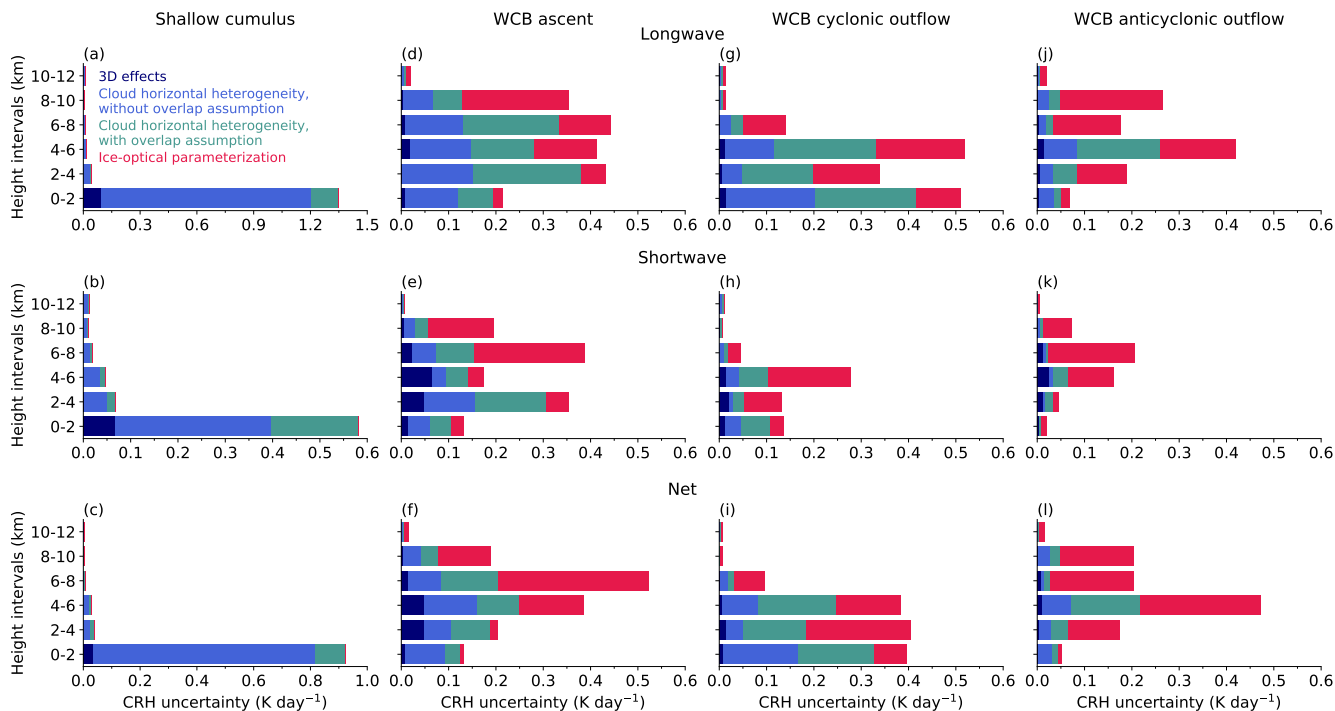 Shallow cumulus
WCB ascent
WCB cyclonic outflow
WCB anticyclonic outflow
Longwave
(a)
(d)
(g)
(j)
Height intervals (km)
10-12
8-10
6-8
4-6
2-4
0-2
3D effects
Cloud horizontal heterogeneity,
without overlap assumption
Cloud horizontal heterogeneity,
with overlap assumption
Ice-optical parameterization
0.0 0.3 0.6 0.9 1.2 1.5
0.0 0.1 0.2 0.3 0.4 0.5 0.6
0.0 0.1 0.2 0.3 0.4 0.5 0.6
0.0 0.1 0.2 0.3 0.4 0.5 0.6
Shortwave
(b)
(e)
(h)
(k)
Height intervals (km)
10-12
8-10
6-8
4-6
2-4
0-2
0.0 0.1 0.2 0.3 0.4 0.5 0.6
0.0 0.1 0.2 0.3 0.4 0.5 0.6
0.0 0.1 0.2 0.3 0.4 0.5 0.6
0.0 0.1 0.2 0.3 0.4 0.5 0.6
Net
(c)
(f)
(i)
(l)
Height intervals (km)
10-12
8-10
6-8
4-6
2-4
0-2
0.0 0.2 0.4 0.6 0.8 1.0
0.0 0.1 0.2 0.3 0.4 0.5 0.6
0.0 0.1 0.2 0.3 0.4 0.5 0.6
0.0 0.1 0.2 0.3 0.4 0.5 0.6
CRH uncertainty (K day⁻¹)
CRH uncertainty (K day⁻¹)
CRH uncertainty (K day⁻¹)
CRH uncertainty (K day⁻¹)